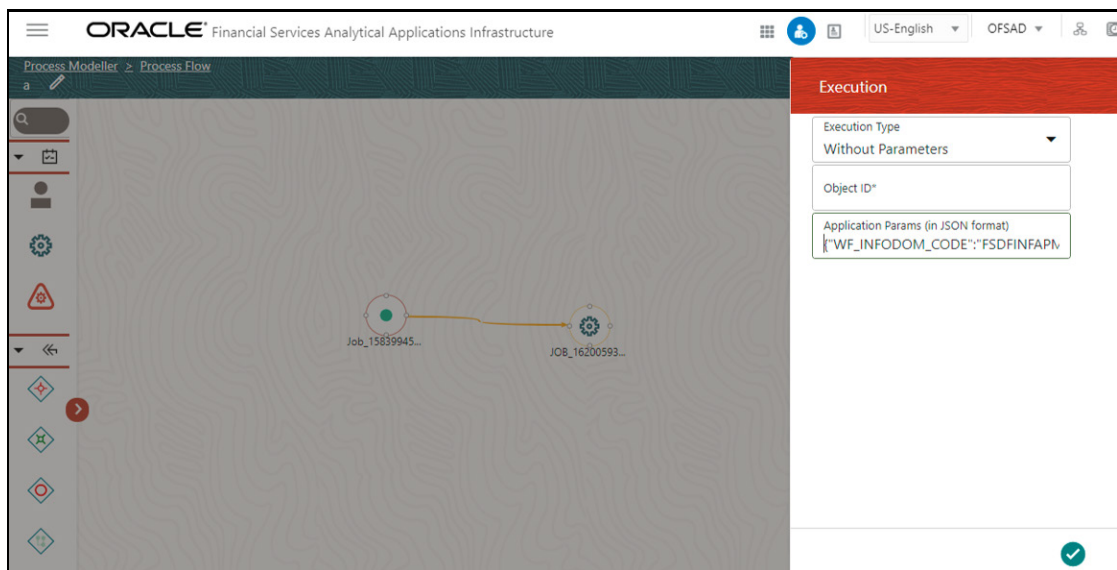 ORACLE® Financial Services Analytical Applications Infrastructure
US-English
OFSAD
Process Modeller > Process Flow
a
Execution
Execution Type
Without Parameters
Object ID*
Application Params (in JSON format)
{"WF_INFODOM_CODE":"FSDFINFAPM
Job_15839945...
JOB_16200593...